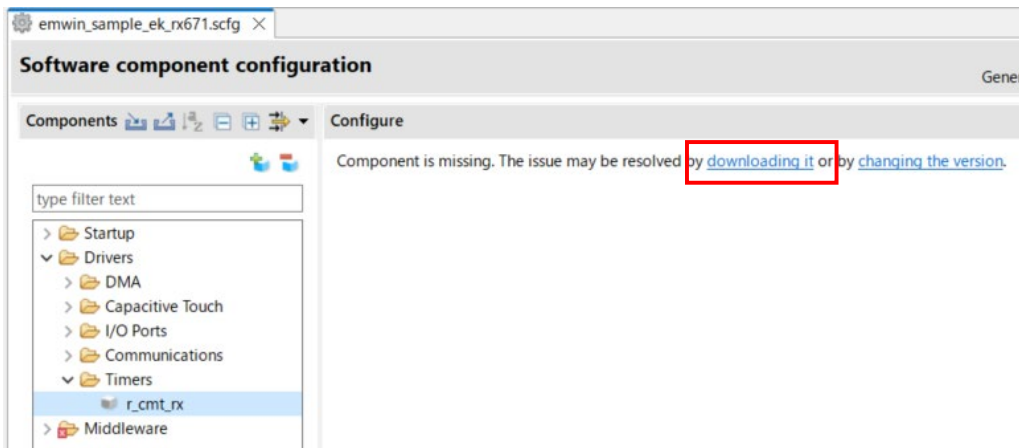 emwin_sample_ek_rx671.scfg
Software component configuration
Gene
Components
Configure
Component is missing. The issue may be resolved by downloading it or by changing the version.
type filter text
Startup
Drivers
DMA
Capacitive Touch
I/O Ports
Communications
Timers
r_cmt_rx
Middleware